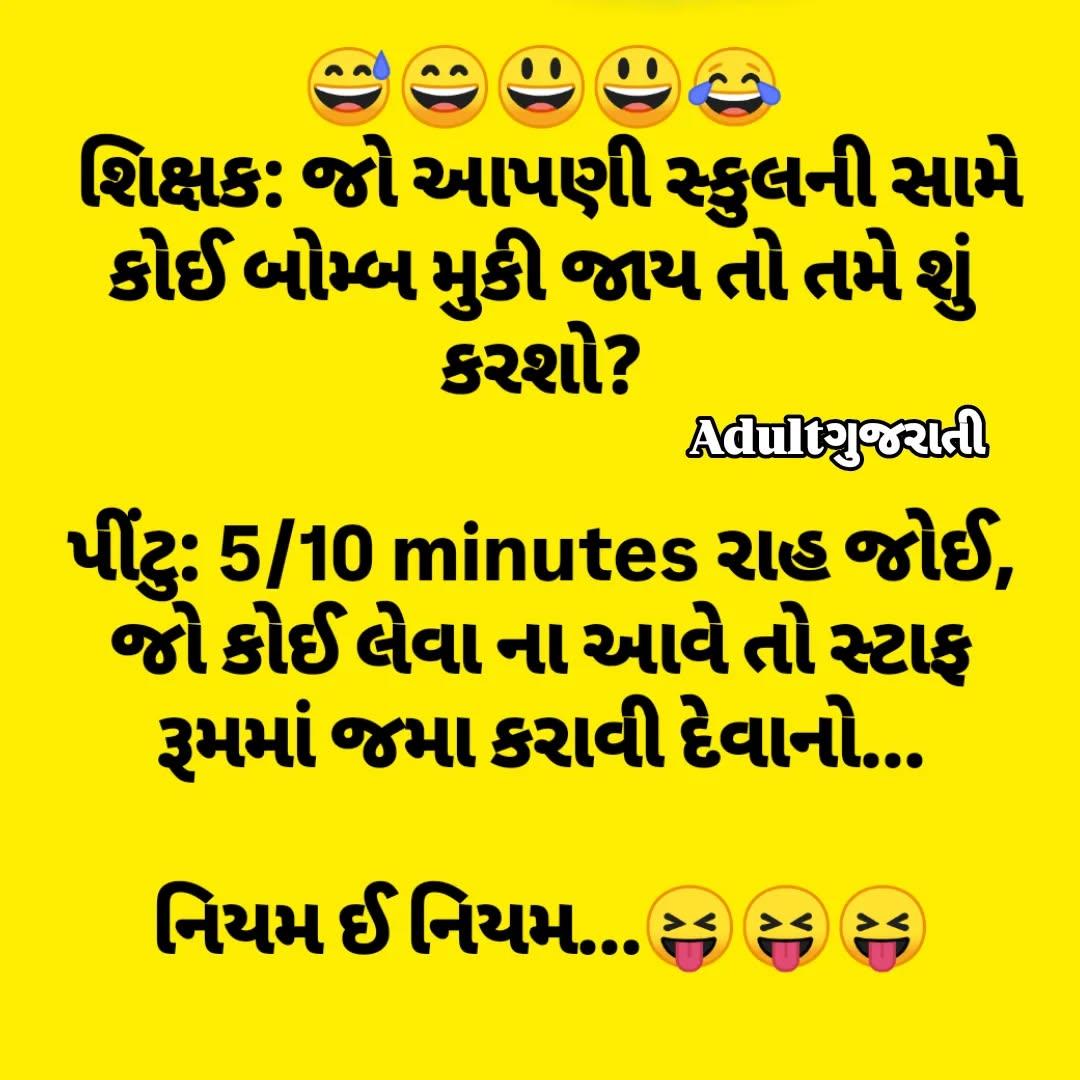 😅😄😃😃😂
શિક્ષક: જો આપણી સ્કુલની સામે
કોઈ બોમ્બ મુકી જાય તો તમે શું
કરશો?
Adultગુજરાતી
પીંટુ: 5/10 minutes રાહ જોઈ,
જો કોઈ લેવા ના આવે તો સ્ટાફ
રૂમમાં જમા કરાવી દેવાનો...
નિયમ ઈ નિયમ...😝😝😝